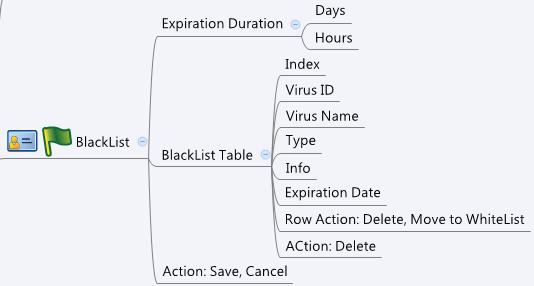 Expiration Duration
Days
Hours
BlackList
BlackList Table
Index
Virus ID
Virus Name
Type
Info
Expiration Date
Row Action: Delete, Move to WhiteList
ACtion: Delete
Action: Save, Cancel